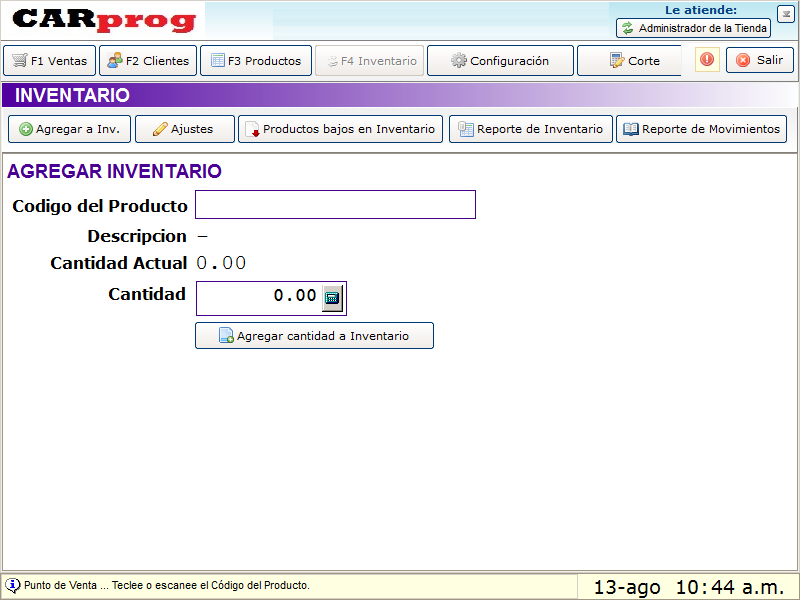 CARprog
Le atiende:
Administrador de la Tienda
F1 Ventas F2 Clientes F3 Productos F4 Inventario Configuración Corte Salir
INVENTARIO
Agregar a Inv. Ajustes Productos bajos en Inventario Reporte de Inventario Reporte de Movimientos
AGREGAR INVENTARIO
Codigo del Producto
Descripcion –
Cantidad Actual 0.00
Cantidad 0.00
Agregar cantidad a Inventario
Punto de Venta ... Teclee o escanee el Código del Producto.
13-ago 10:44 a.m.